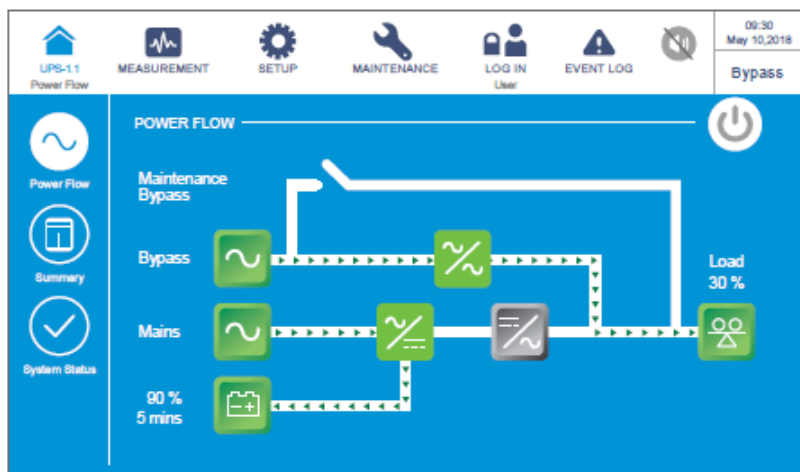 09:30
May 10,2018
UPS-1.1
MEASUREMENT
SETUP
MAINTENANCE
LOG IN
EVENT LOG
Power Flow
User
Bypass
POWER FLOW
Power Flow
Maintenance
Bypass
Bypass
Summary
Load
30 %
Mains
System Status
90 %
5 mins